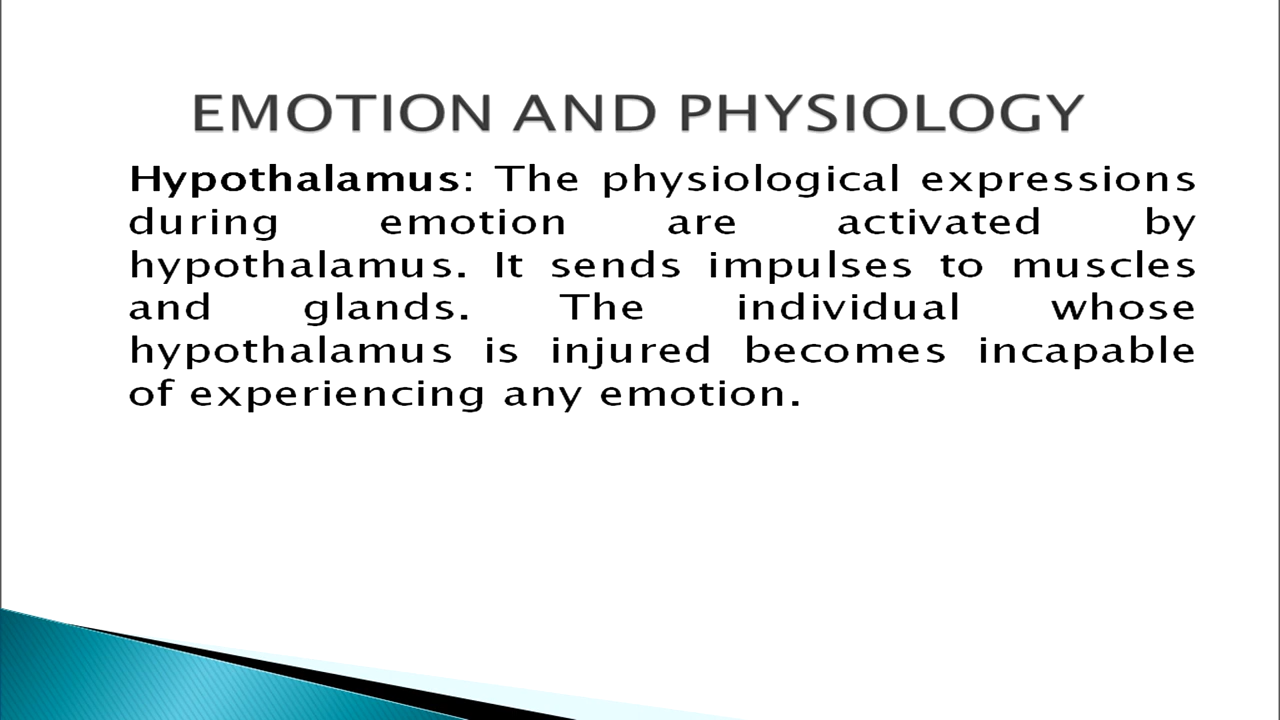 EMOTION AND PHYSIOLOGY
Hypothalamus: The physiological expressions
during emotion are activated by
hypothalamus. It sends impulses to muscles
and glands. The individual whose
hypothalamus is injured becomes incapable
of experiencing any emotion.